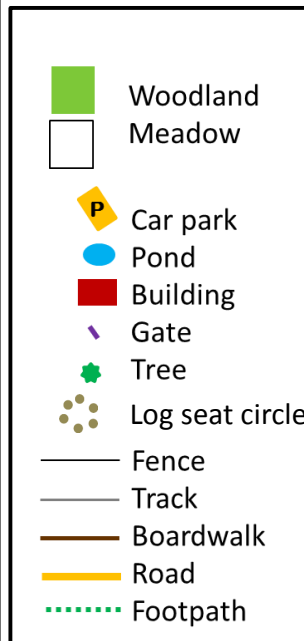 Woodland
Meadow
P
Car park
Pond
Building
Gate
Tree
Log seat circle
Fence
Track
Boardwalk
Road
Footpath